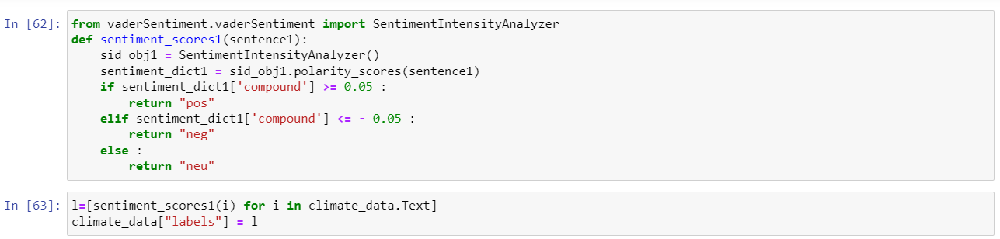 In [62]: from vaderSentiment.vaderSentiment import SentimentIntensityAnalyzer
def sentiment_scores1(sentence1):
    sid_obj1 = SentimentIntensityAnalyzer()
    sentiment_dict1 = sid_obj1.polarity_scores(sentence1)
    if sentiment_dict1['compound'] >= 0.05 :
        return "pos"
    elif sentiment_dict1['compound'] <= - 0.05 :
        return "neg"
    else :
        return "neu"
In [63]: l=[sentiment_scores1(i) for i in climate_data.Text]
climate_data["labels"] = l